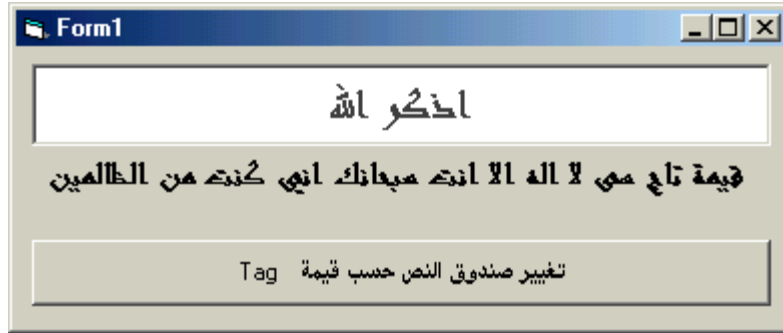 Form1
اذكر الله
قيمة تاج هي لا اله الا انت سبحانك اني كنت من الظالمين
تغيير صندوق النص حسب قيمة Tag